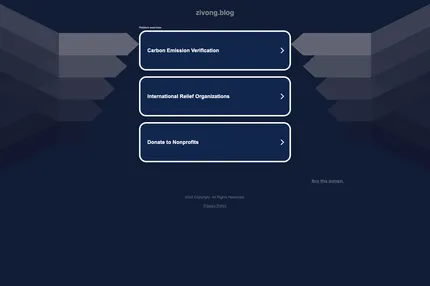 zivong.blog
Related searches
Carbon Emission Verification
International Relief Organizations
Donate to Nonprofits
Buy this domain.
2024 Copyright. All Rights Reserved.
Privacy Policy